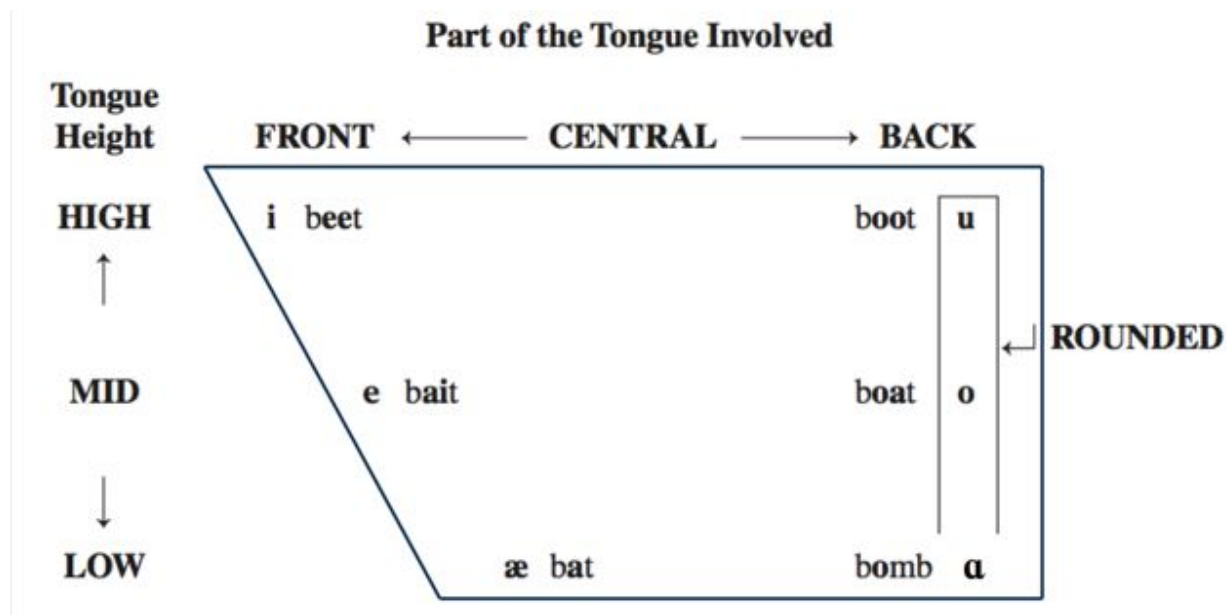 Part of the Tongue Involved
Tongue
Height
FRONT ← CENTRAL → BACK
HIGH i beet boot u
ROUNDED
MID e bait boat o
LOW æ bat bomb ɑ